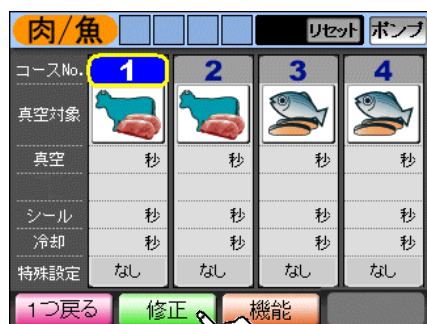 肉/魚 リセット ポンプ
コースNo. 1 2 3 4
真空対象
真空 秒 秒 秒 秒
シール 秒 秒 秒 秒
冷却 秒 秒 秒 秒
特殊設定 なし なし なし なし
1つ戻る 修正 機能